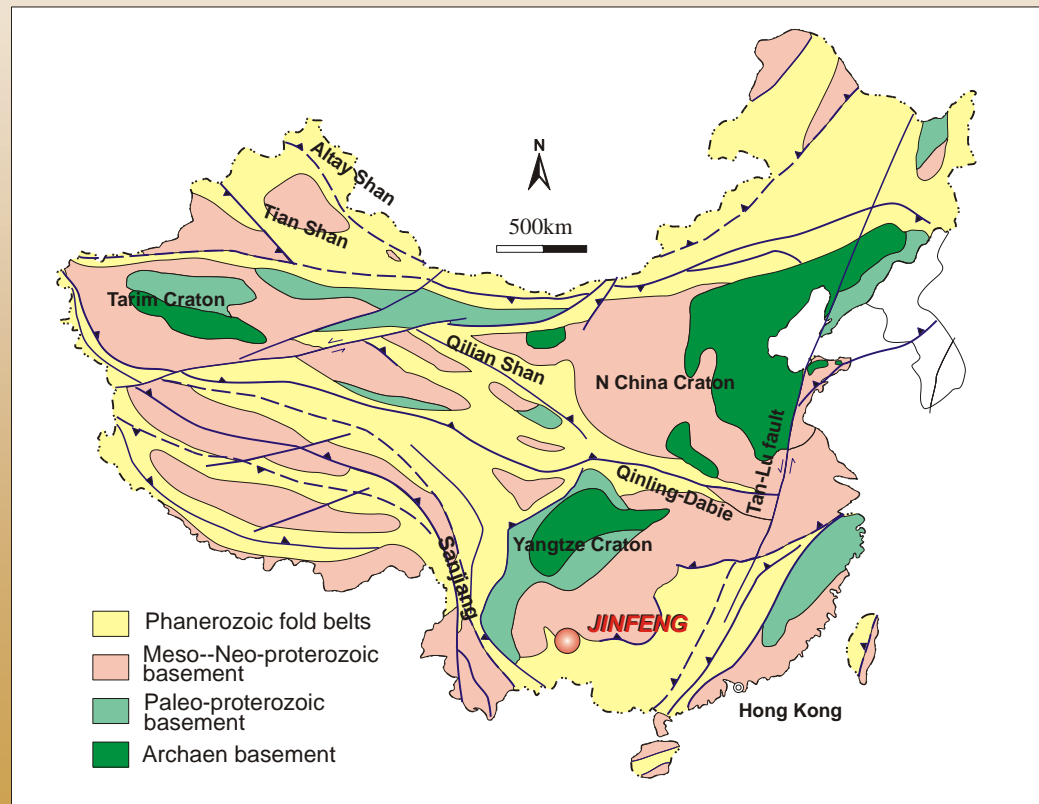 N
500km
Altay Shan
Tian Shan
Tarim Craton
Qilian Shan
N China Craton
Tan-Lu fault
Qinling-Dabie
Yangtze Craton
Sanjiang
JINFENG
Hong Kong
Phanerozoic fold belts
Meso--Neo-proterozoic
basement
Paleo-proterozoic
basement
Archaen basement